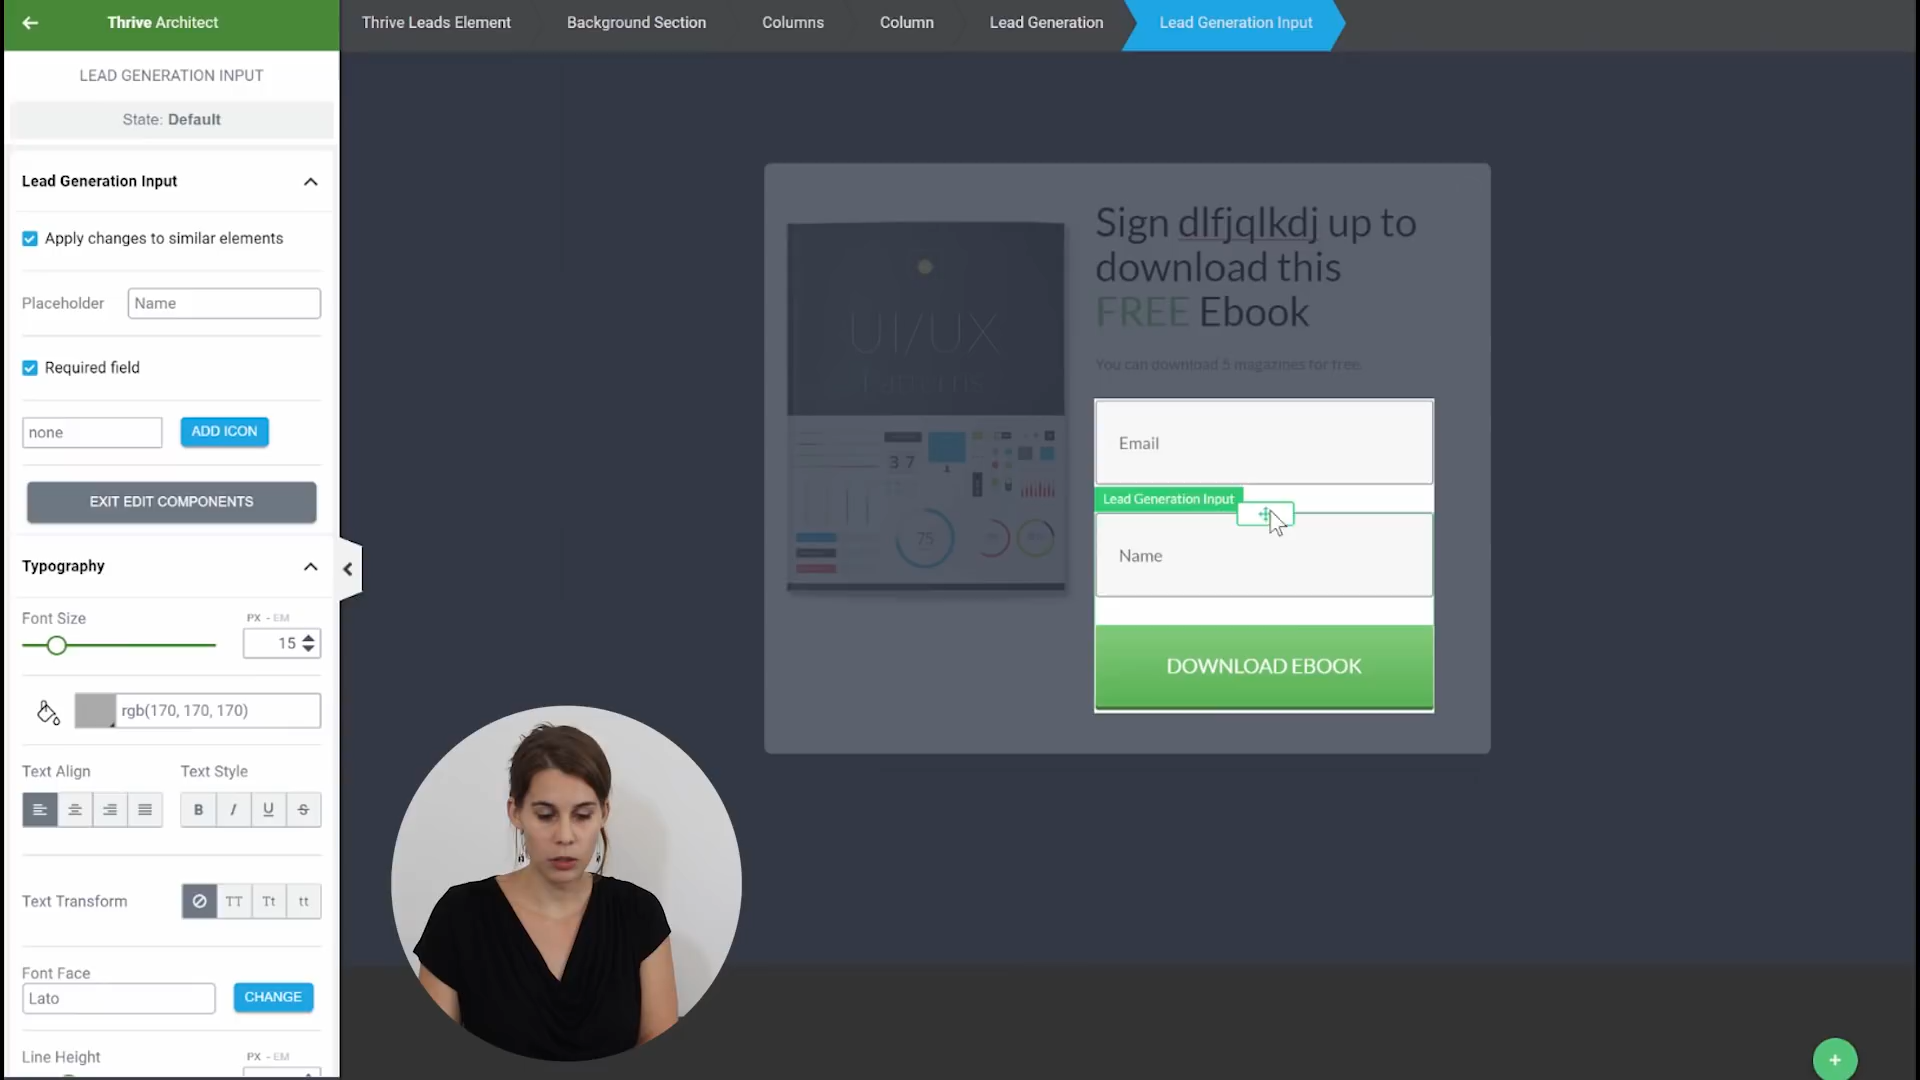 Thrive Architect
Thrive Leads Element
Background Section
Columns
Column
Lead Generation
Lead Generation Input
LEAD GENERATION INPUT
State: Default
Lead Generation Input
Apply changes to similar elements
Placeholder
Name
Required field
none
ADD ICON
EXIT EDIT COMPONENTS
Typography
Font Size
PX - EM
15
rgb(170, 170, 170)
Text Align
Text Style
B
I
U
S
Text Transform
TT
Tt
tt
Font Face
Lato
CHANGE
Line Height
PX - EM
UI/UX
37
75
Sign dlfjqlkdj up to
download this
FREE Ebook
You can download 5 magazines for free.
Email
Lead Generation Input
Name
DOWNLOAD EBOOK